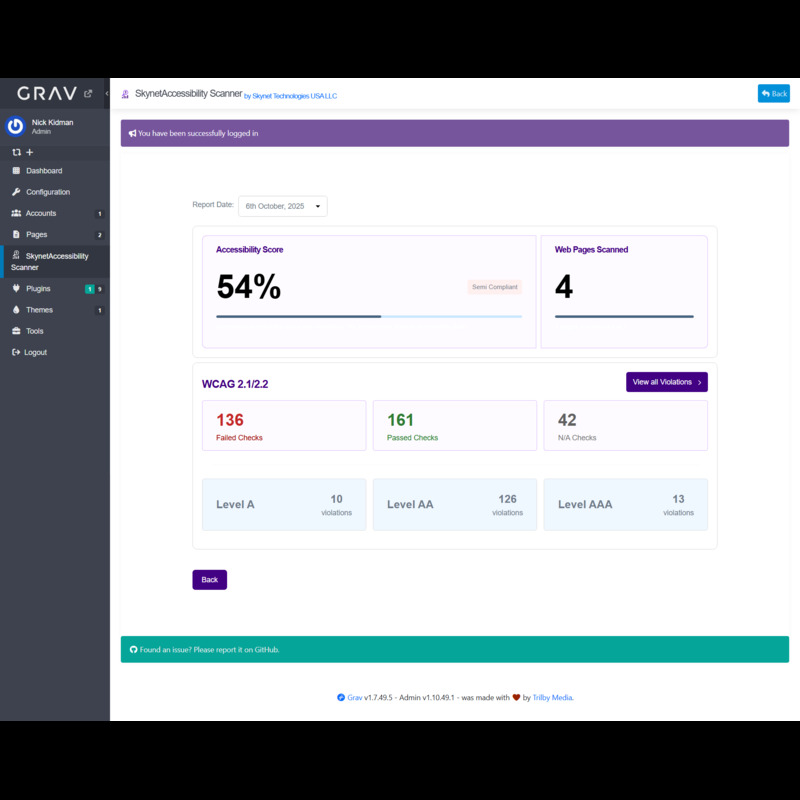 GRAV
Nick Kidman
Admin
Dashboard
Configuration
Accounts 1
Pages 2
SkynetAccessibility
Scanner
Plugins 1 9
Themes 1
Tools
Logout
SkynetAccessibility Scanner by Skynet Technologies USA LLC
Back
You have been successfully logged in
Report Date: 6th October, 2025
Accessibility Score
54%
Semi Compliant
Web Pages Scanned
4
WCAG 2.1/2.2
View all Violations
136
Failed Checks
161
Passed Checks
42
N/A Checks
Level A
10
violations
Level AA
126
violations
Level AAA
13
violations
Back
Found an issue? Please report it on GitHub.
Grav v1.7.49.5 - Admin v1.10.49.1 - was made with ❤ by Trilby Media.